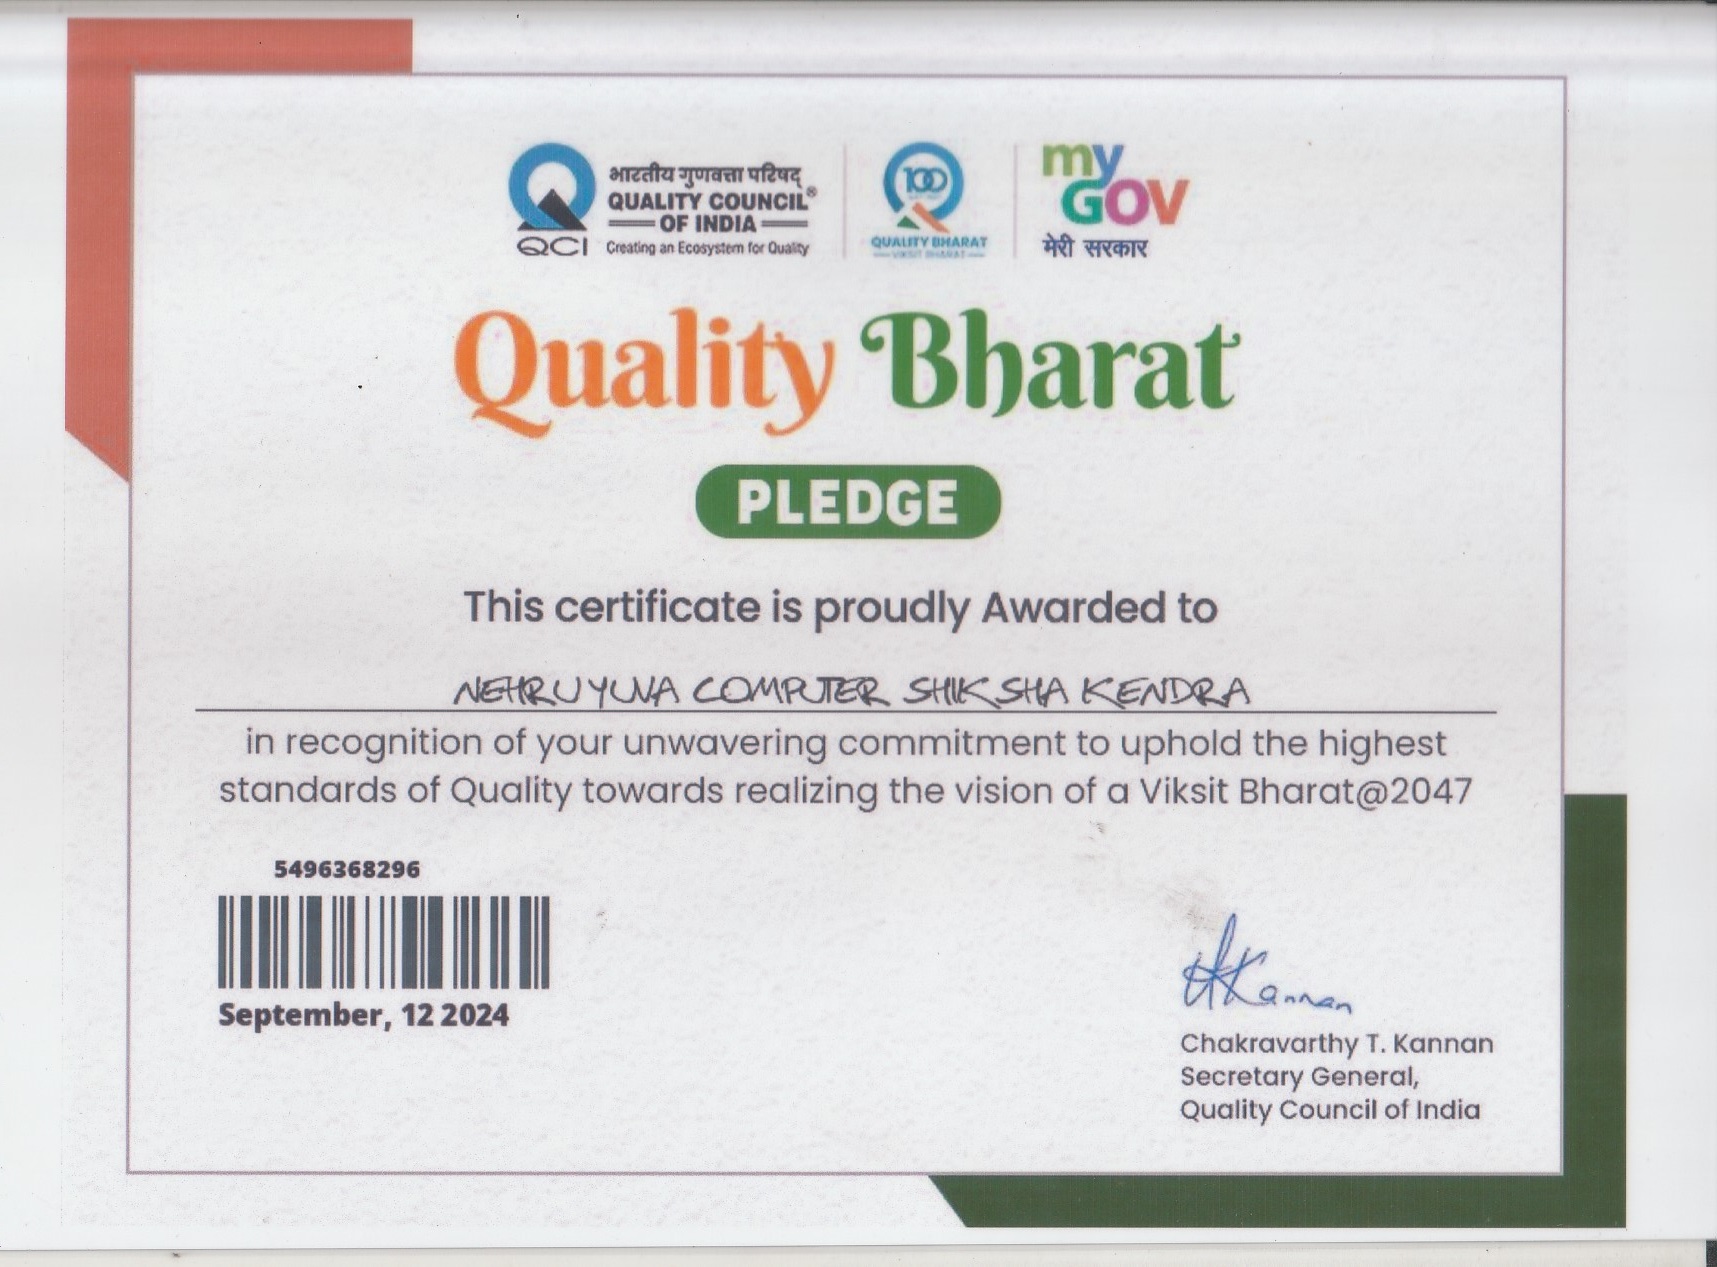 भारतीय गुणवत्ता परिषद्
QUALITY COUNCIL®
OF INDIA
QCI
Creating an Ecosystem for Quality
100
QUALITY BHARAT
VIKSIT BHARAT
my
GOV
मेरी सरकार
Quality Bharat
PLEDGE
This certificate is proudly Awarded to
NEHRU YUVA COMPUTER SHIKSHA KENDRA
in recognition of your unwavering commitment to uphold the highest
standards of Quality towards realizing the vision of a Viksit Bharat@2047
5496368296
September, 12 2024
Kannan
Chakravarthy T. Kannan
Secretary General,
Quality Council of India